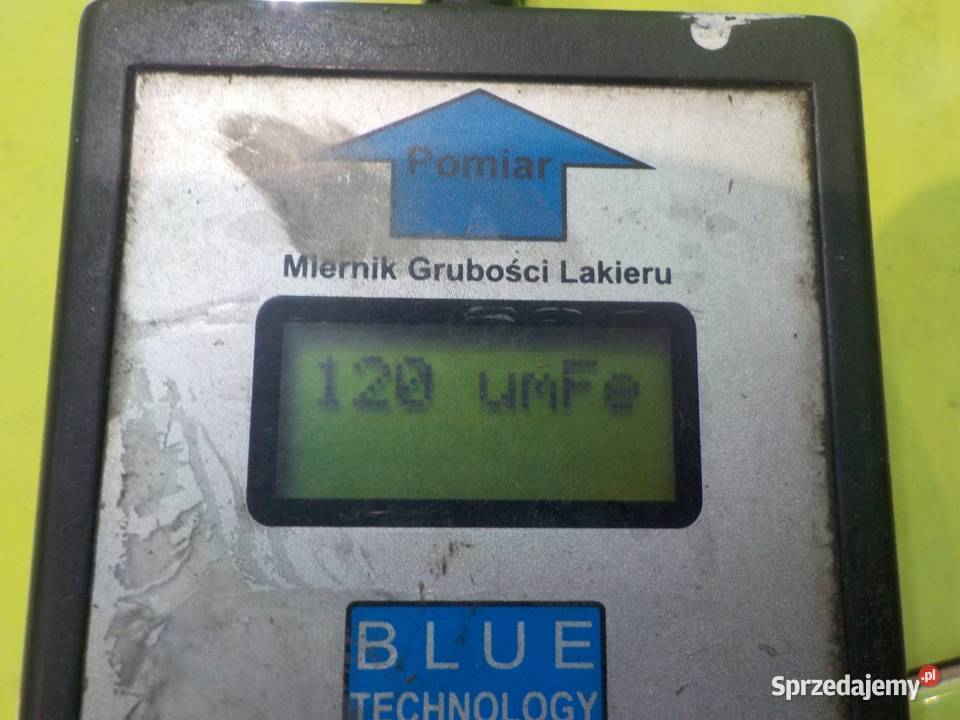 Pomiar
Miernik Grubości Lakieru
120 umFe
BLUE
TECHNOLOGY
Sprzedajemy.pl